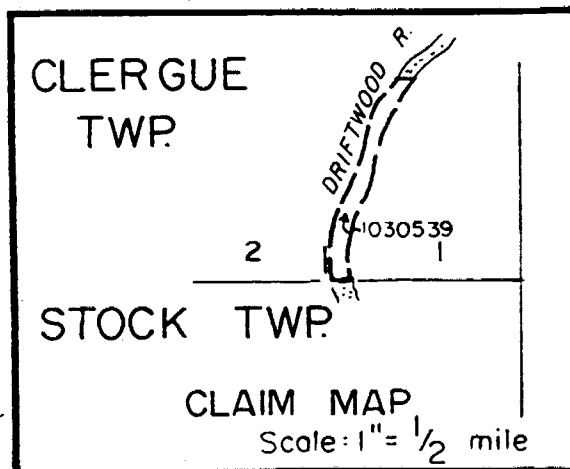 CLERGUE
TWP.
DRIFTWOOD R.
1030539
2 1
STOCK TWP.
CLAIM MAP
Scale: 1" = 1/2 mile